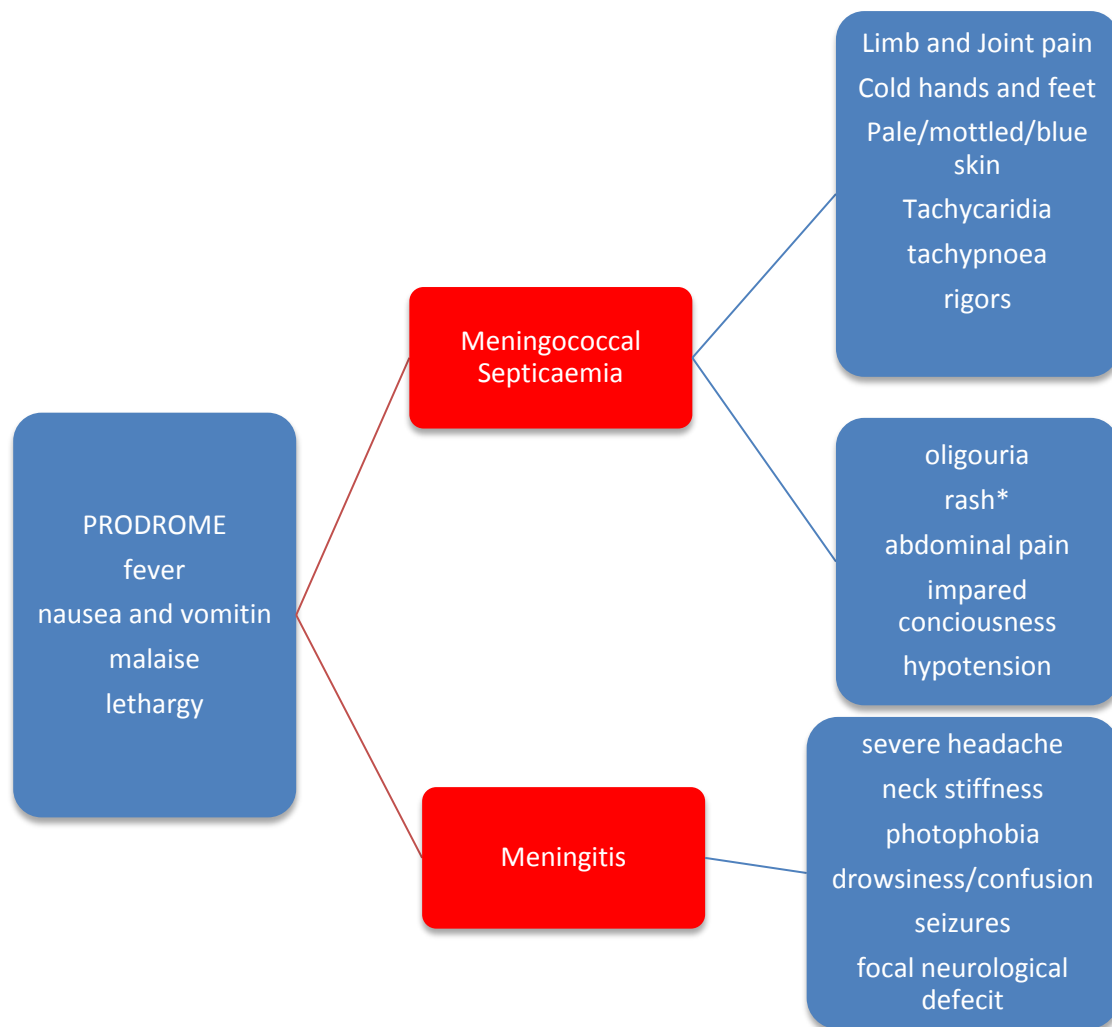 PRODROME
fever
nausea and vomitin
malaise
lethargy
Meningococcal
Septicaemia
Limb and Joint pain
Cold hands and feet
Pale/mottled/blue
skin
Tachycaridia
tachypnoea
rigors
oligouria
rash*
abdominal pain
impared
conciousness
hypotension
Meningitis
severe headache
neck stiffness
photophobia
drowsiness/confusion
seizures
focal neurological
defecit